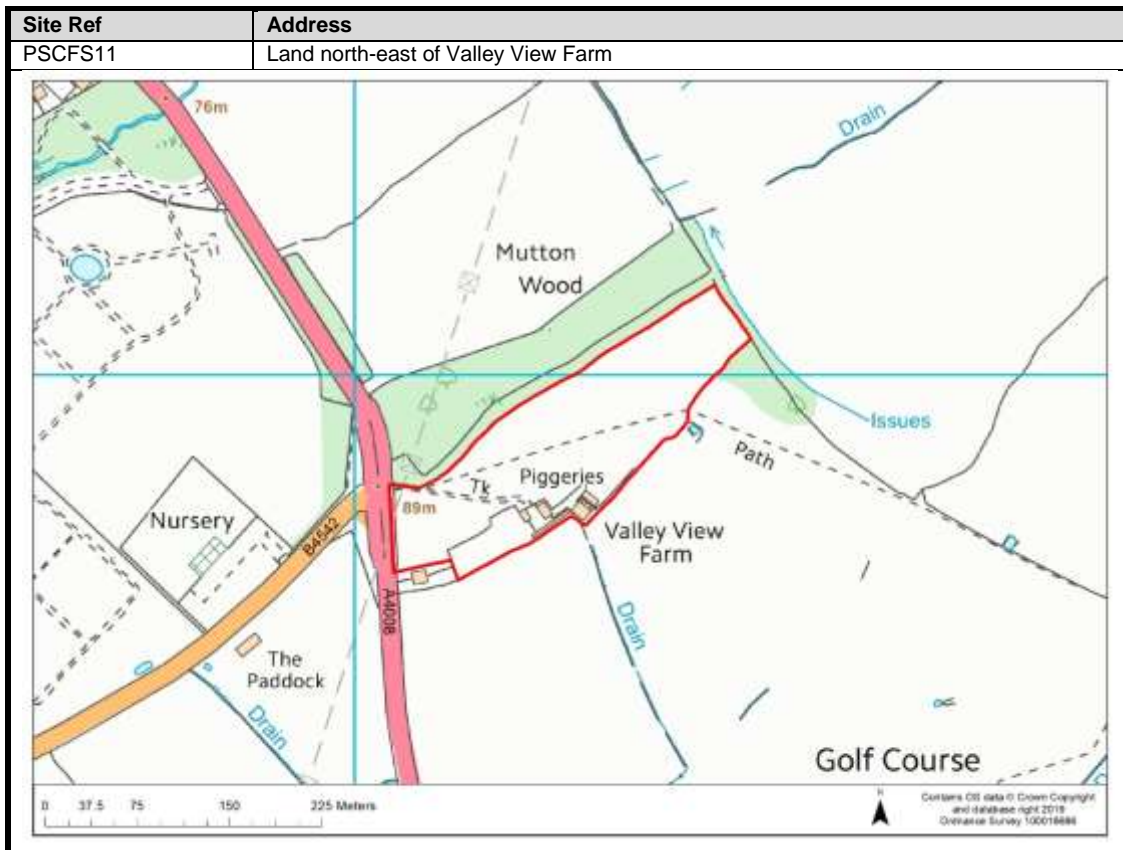 Site Ref Address
PSCFS11 Land north-east of Valley View Farm
76m
Drain
Mutton
Wood
Issues
Path
Piggeries
Tk
89m
Nursery
B4542
Valley View
Farm
A4008
Drain
The
Paddock
Drain
Golf Course
0 37.5 75 150 225 Meters
N
Contains OS data © Crown Copyright
and database right 2019
Ordnance Survey 100018686